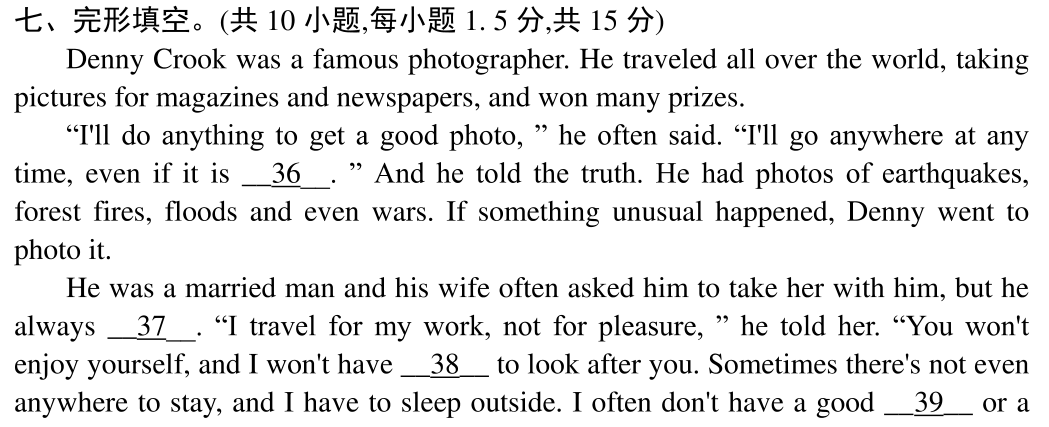 七、完形填空。(共 10 小题,每小题 1. 5 分,共 15 分)
Denny Crook was a famous photographer. He traveled all over the world, taking
pictures for magazines and newspapers, and won many prizes.
“I'll do anything to get a good photo, ” he often said. “I'll go anywhere at any
time, even if it is __36__. ” And he told the truth. He had photos of earthquakes,
forest fires, floods and even wars. If something unusual happened, Denny went to
photo it.
He was a married man and his wife often asked him to take her with him, but he
always __37__. “I travel for my work, not for pleasure, ” he told her. “You won't
enjoy yourself, and I won't have __38__ to look after you. Sometimes there's not even
anywhere to stay, and I have to sleep outside. I often don't have a good __39__ or a